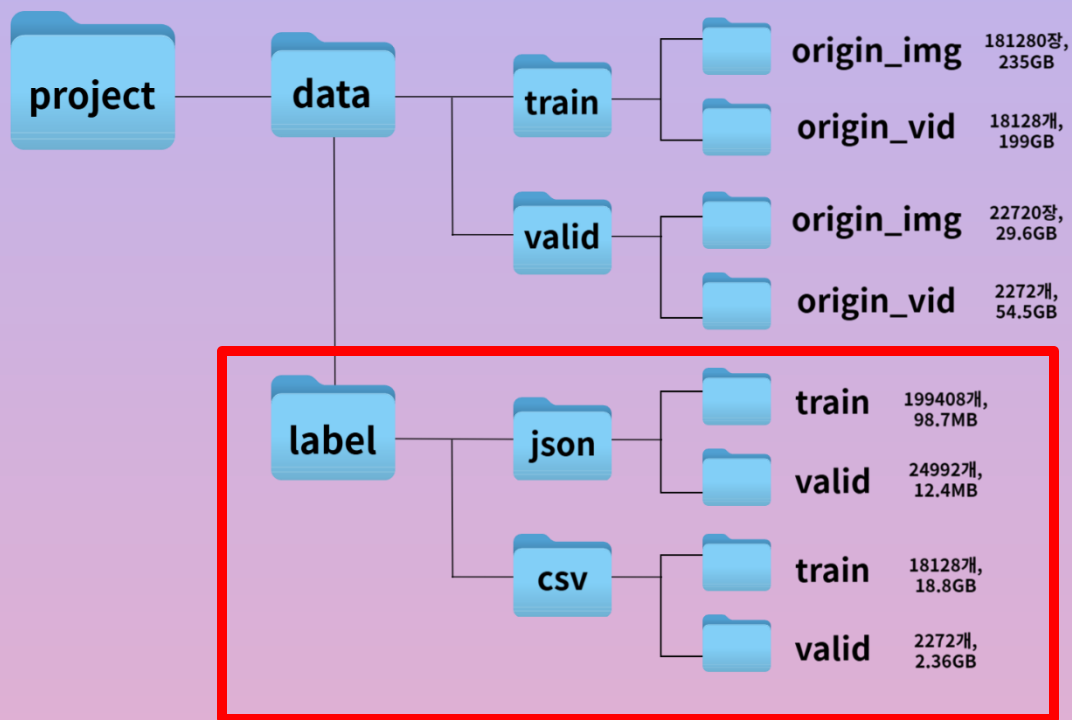 project
data
train
origin_img
181280장,
235GB
origin_vid
18128개,
199GB
valid
origin_img
22720장,
29.6GB
origin_vid
2272개,
54.5GB
label
json
train
199408개,
98.7MB
valid
24992개,
12.4MB
csv
train
18128개,
18.8GB
valid
2272개,
2.36GB